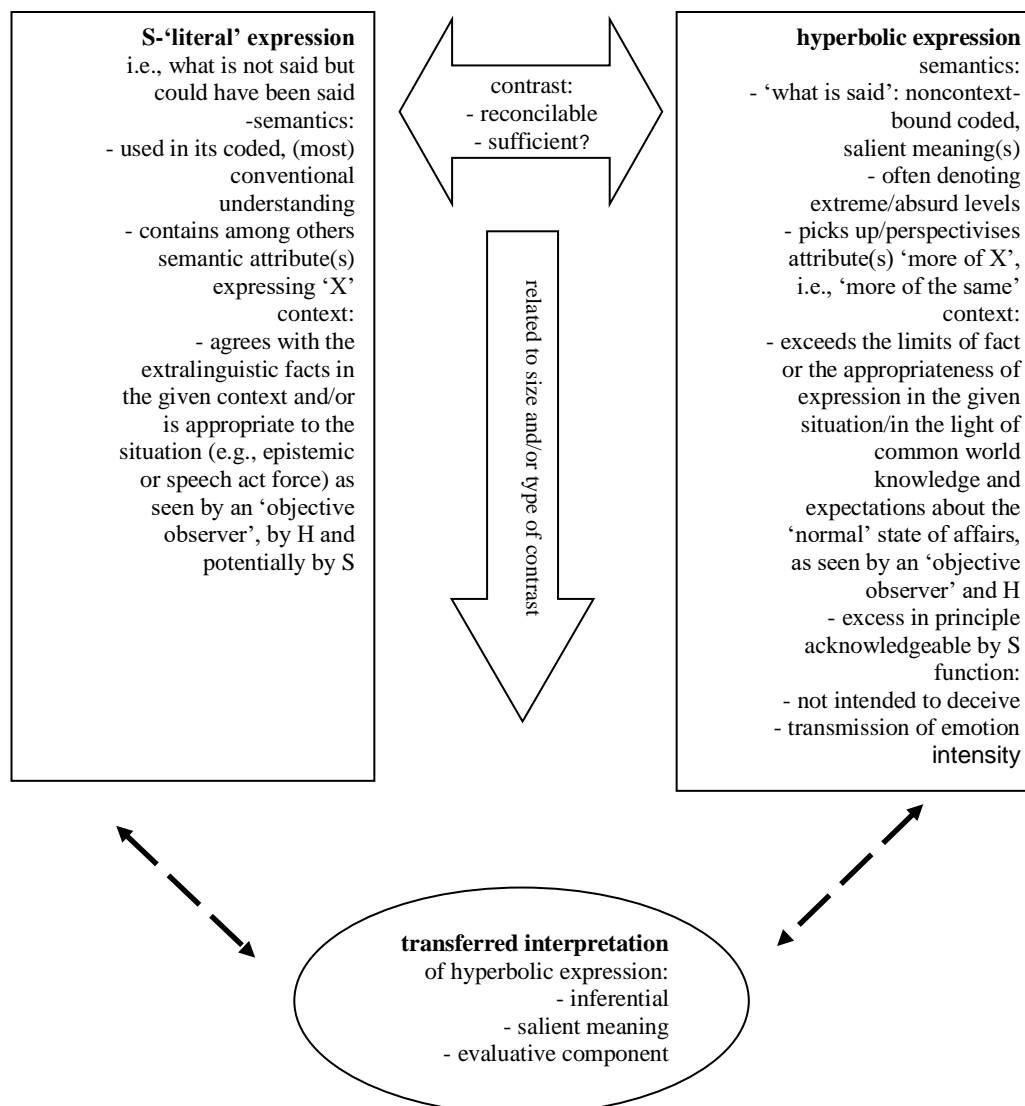 S-‘literal’ expression
i.e., what is not said but
could have been said
-semantics:
- used in its coded, (most)
conventional
understanding
- contains among others
semantic attribute(s)
expressing ‘X’
context:
- agrees with the
extralinguistic facts in
the given context and/or
is appropriate to the
situation (e.g., epistemic
or speech act force) as
seen by an ‘objective
observer’, by H and
potentially by S
contrast:
- reconcilable
- sufficient?
related to size and/or type of contrast
hyperbolic expression
semantics:
- ‘what is said’: noncontext-
bound coded,
salient meaning(s)
- often denoting
extreme/absurd levels
- picks up/perspectivises
attribute(s) ‘more of X’,
i.e., ‘more of the same’
context:
- exceeds the limits of fact
or the appropriateness of
expression in the given
situation/in the light of
common world
knowledge and
expectations about the
‘normal’ state of affairs,
as seen by an ‘objective
observer’ and H
- excess in principle
acknowledgeable by S
function:
- not intended to deceive
- transmission of emotion
intensity
transferred interpretation
of hyperbolic expression:
- inferential
- salient meaning
- evaluative component